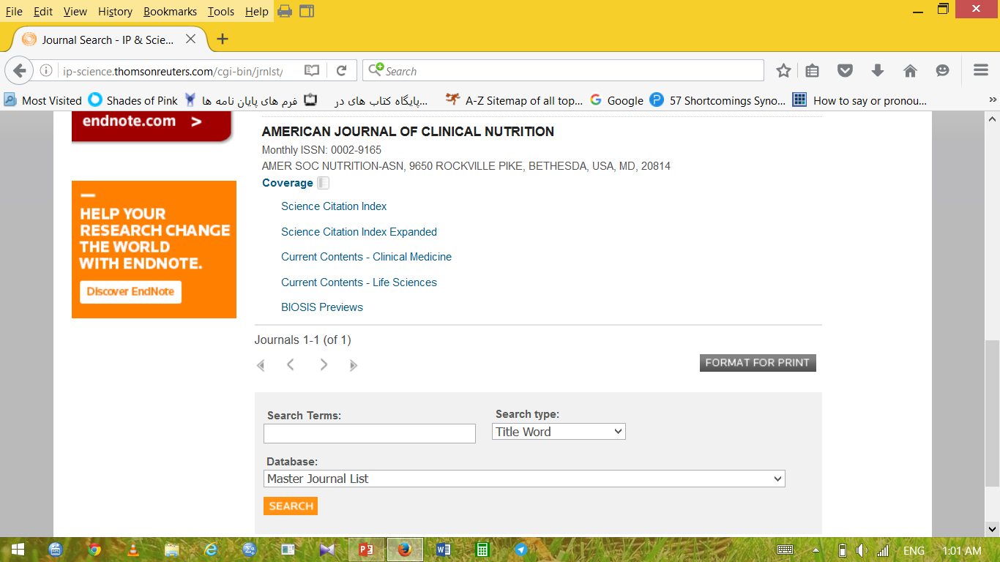 File Edit View History Bookmarks Tools Help
Journal Search - IP & Scie...
ip-science.thomsonreuters.com/cgi-bin/jrnlst/
Search
Most Visited Shades of Pink فرم های پایان نامه ها پایگاه کتاب های در... A-Z Sitemap of all top... Google 57 Shortcomings Syno... How to say or pronou...
endnote.com >
HELP YOUR
RESEARCH CHANGE
THE WORLD
WITH ENDNOTE.
Discover EndNote
AMERICAN JOURNAL OF CLINICAL NUTRITION
Monthly ISSN: 0002-9165
AMER SOC NUTRITION-ASN, 9650 ROCKVILLE PIKE, BETHESDA, USA, MD, 20814
Coverage
Science Citation Index
Science Citation Index Expanded
Current Contents - Clinical Medicine
Current Contents - Life Sciences
BIOSIS Previews
Journals 1-1 (of 1)
FORMAT FOR PRINT
Search Terms: Search type:
Title Word
Database:
Master Journal List
SEARCH
ENG 1:01 AM